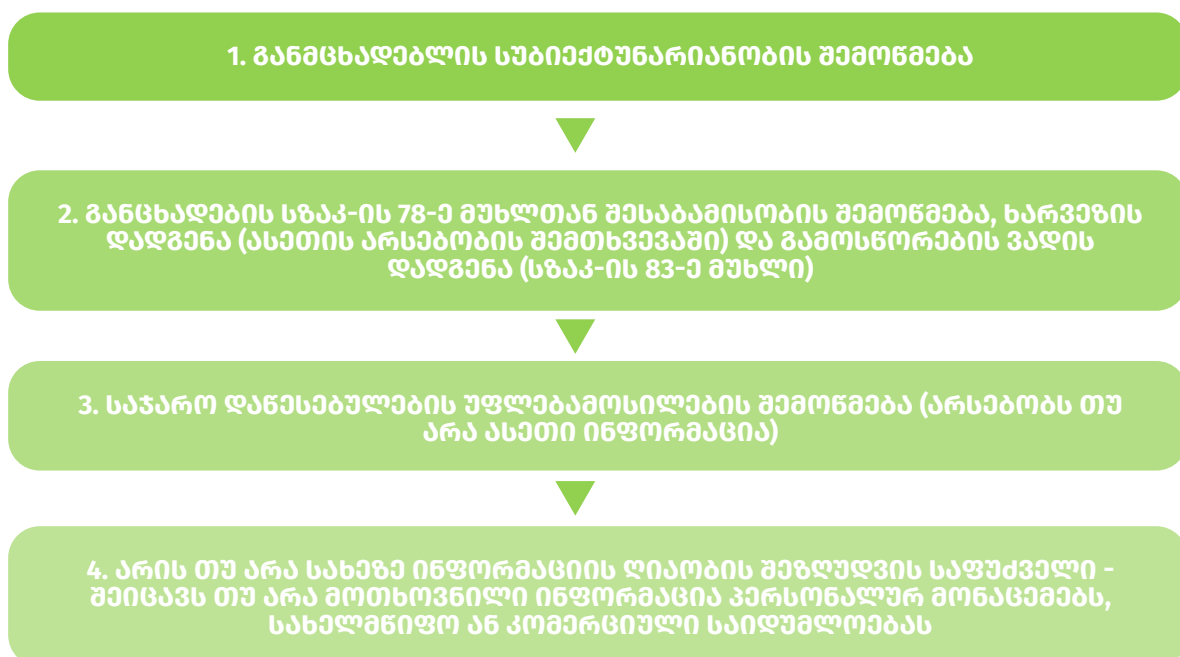 1. განმცხადებლის სუბიექტუნარიანობის შემოწმება
2. განცხადების სზაკ-ის 78-ე მუხლთან შესაბამისობის შემოწმება, ხარვეზის
დადგენა (ასეთის არსებობის შემთხვევაში) და გამოსწორების ვადის
დადგენა (სზაკ-ის 83-ე მუხლი)
3. საჯარო დაწესებულების უფლებამოსილების შემოწმება (არსებობს თუ
არა ასეთი ინფორმაცია)
4. არის თუ არა სახეზე ინფორმაციის ღიაობის შეზღუდვის საფუძველი -
შეიცავს თუ არა მოთხოვნილი ინფორმაცია პერსონალურ მონაცემებს,
სახელმწიფო ან კომერციული საიდუმლოებას